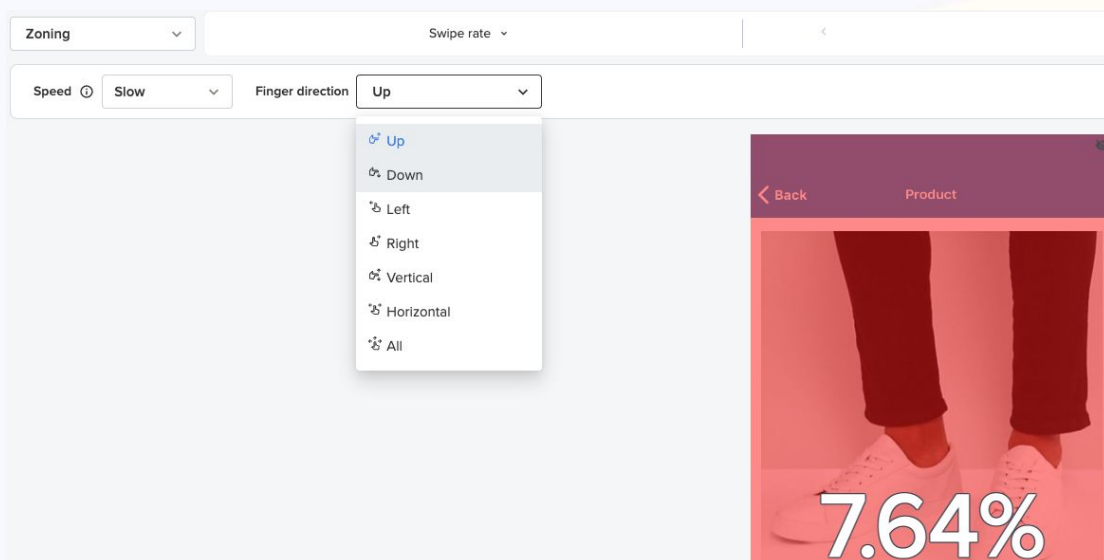 Zoning
Swipe rate
Speed Slow Finger direction Up
Up
Down
Left
Right
Vertical
Horizontal
All
Back Product
7.64%